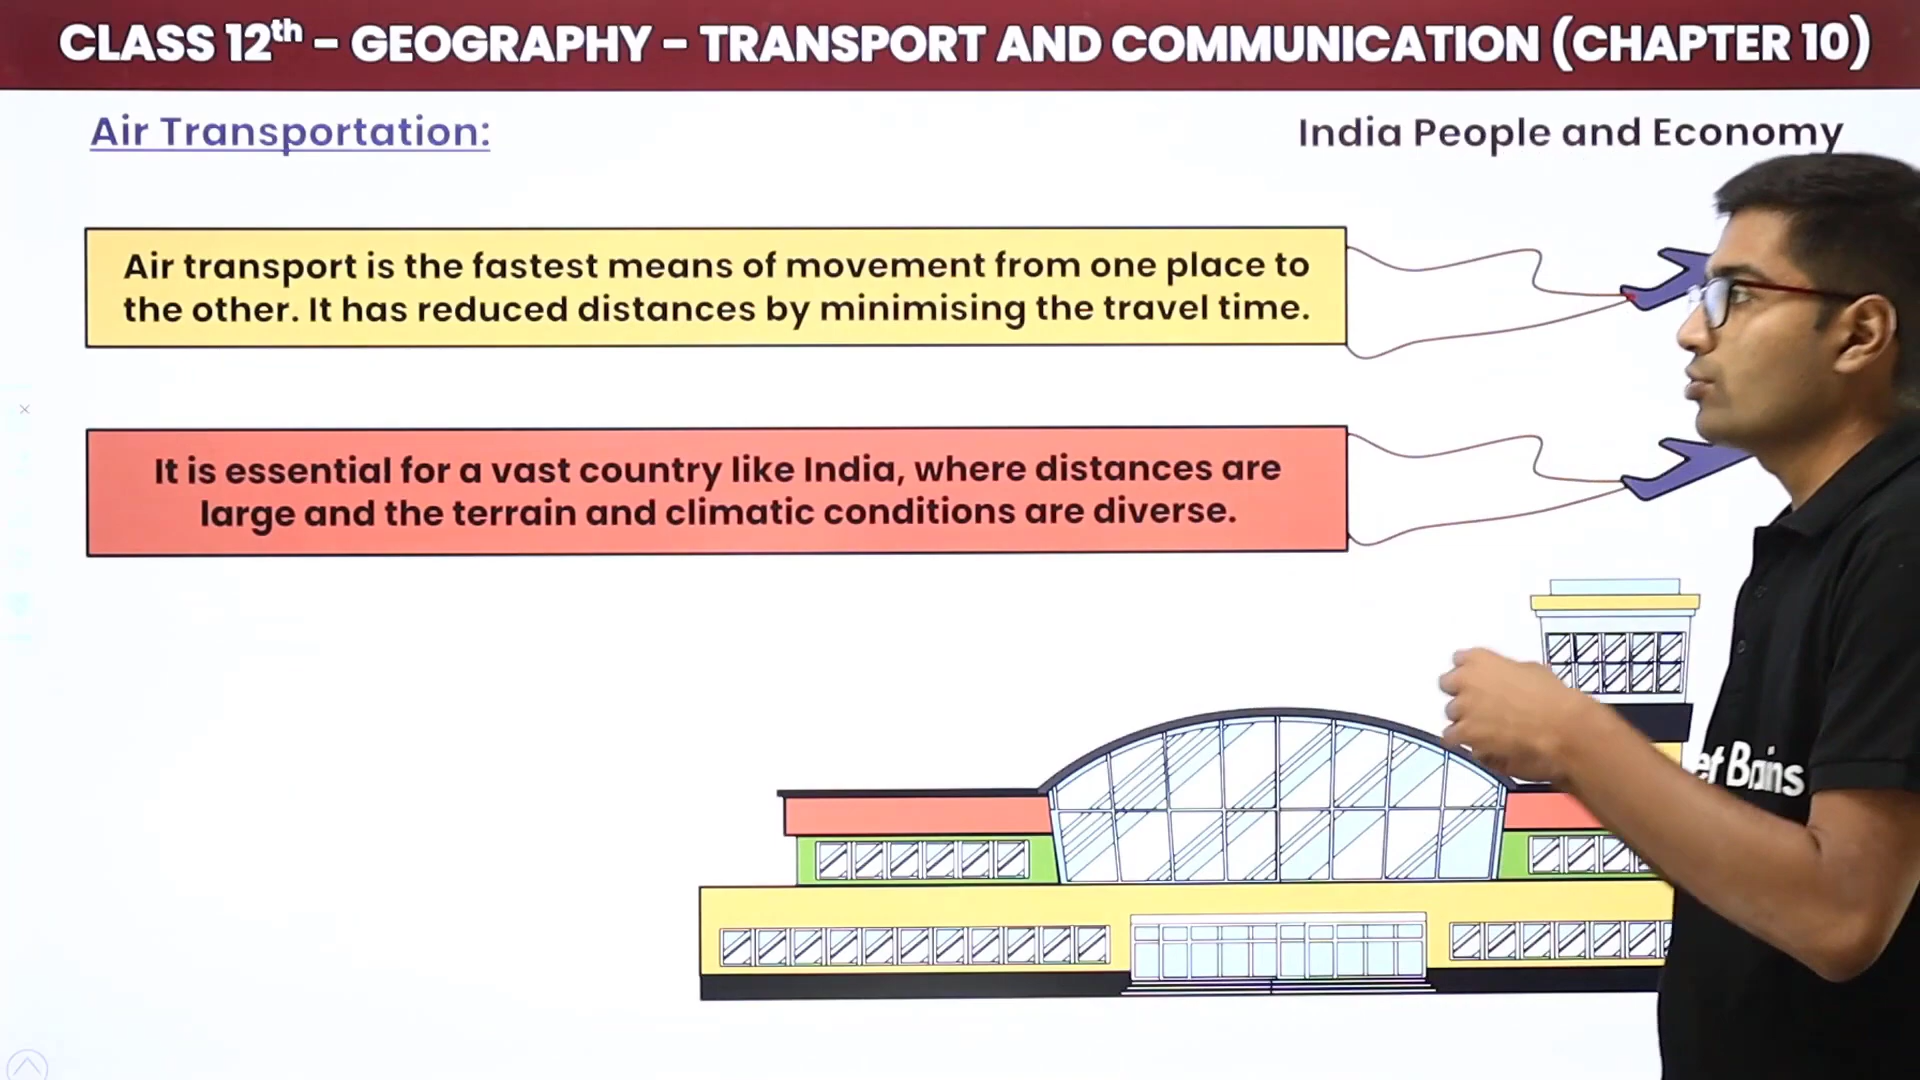 CLASS 12th - GEOGRAPHY - TRANSPORT AND COMMUNICATION (CHAPTER 10)
Air Transportation:
India People and Economy
Air transport is the fastest means of movement from one place to
the other. It has reduced distances by minimising the travel time.
It is essential for a vast country like India, where distances are
large and the terrain and climatic conditions are diverse.